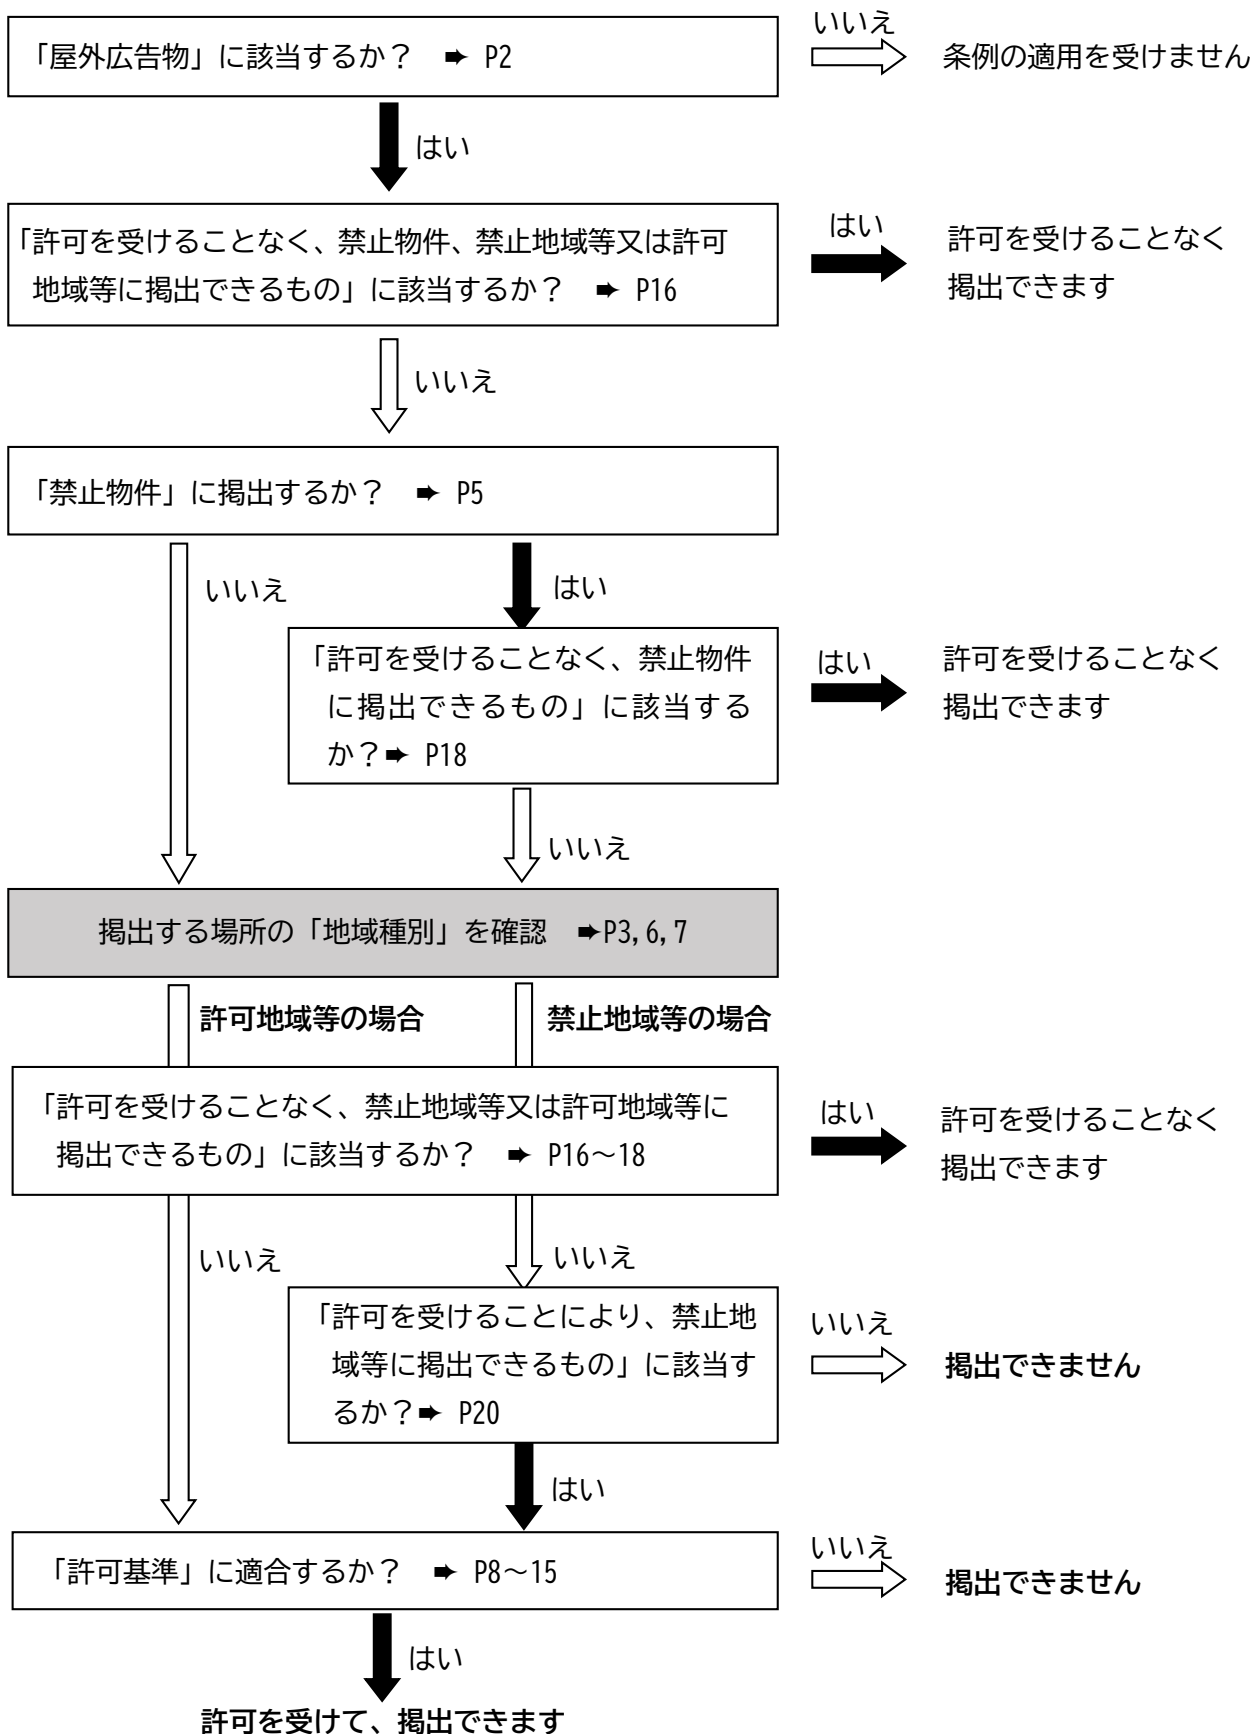 「屋外広告物」に該当するか？　➨ P2
いいえ
条例の適用を受けません
はい
「許可を受けることなく、禁止物件、禁止地域等又は許可
地域等に掲出できるもの」に該当するか？　➨ P16
はい
許可を受けることなく
掲出できます
いいえ
「禁止物件」に掲出するか？　➨ P5
いいえ
はい
「許可を受けることなく、禁止物件
に掲出できるもの」に該当する
か？➨ P18
はい
許可を受けることなく
掲出できます
いいえ
掲出する場所の「地域種別」を確認　➨P3,6,7
許可地域等の場合
禁止地域等の場合
「許可を受けることなく、禁止地域等又は許可地域等に
掲出できるもの」に該当するか？　➨ P16～18
はい
許可を受けることなく
掲出できます
いいえ
いいえ
「許可を受けることにより、禁止地
域等に掲出できるもの」に該当す
るか？➨ P20
いいえ
掲出できません
はい
「許可基準」に適合するか？　➨ P8～15
いいえ
掲出できません
はい
許可を受けて、掲出できます